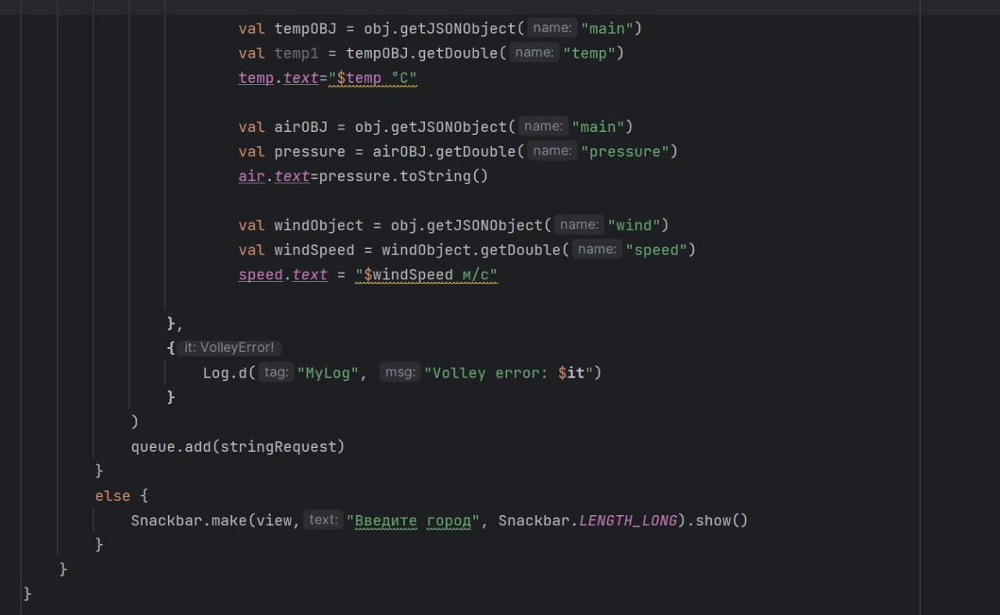 val tempOBJ = obj.getJSONObject( name: "main")
val temp1 = tempOBJ.getDouble( name: "temp")
temp.text="$temp °C"
val airOBJ = obj.getJSONObject( name: "main")
val pressure = airOBJ.getDouble( name: "pressure")
air.text=pressure.toString()
val windObject = obj.getJSONObject( name: "wind")
val windSpeed = windObject.getDouble( name: "speed")
speed.text = "$windSpeed м/с"
},
{ it: VolleyError!
Log.d( tag: "MyLog", msg: "Volley error: $it")
}
)
queue.add(stringRequest)
}
else {
Snackbar.make(view, text: "Введите город", Snackbar.LENGTH_LONG).show()
}
}
}